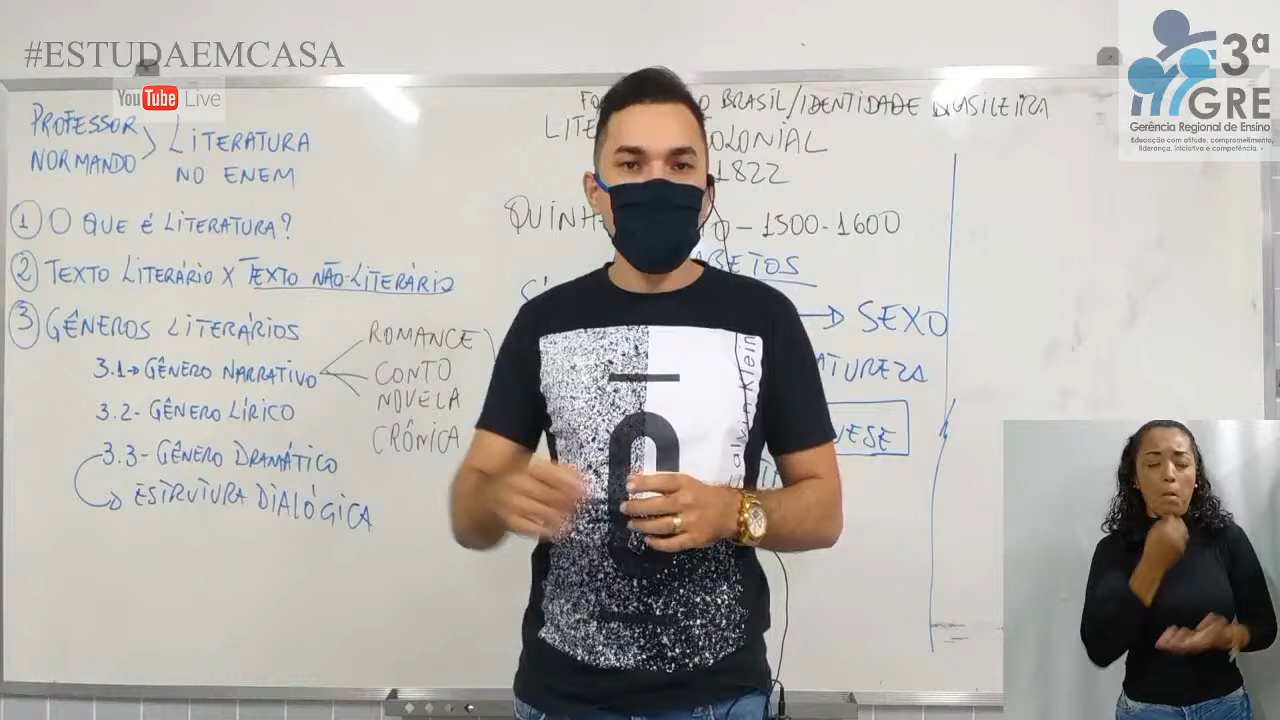 #ESTUDAEMCASA
YouTube Live
3ª
GRE
Gerência Regional de Ensino
Educação com atitude, comprometimento,
liderança, iniciativa e competência. -
PROFESSOR
NORMANDO
LITERATURA
NO ENEM
1 O QUE É LITERATURA?
2 TEXTO LITERÁRIO X TEXTO NÃO-LITERÁRIO
3 GÊNEROS LITERÁRIOS
3.1→ GÊNERO NARRATIVO
ROMANCE
CONTO
NOVELA
CRÔNICA
3.2- GÊNERO LÍRICO
3.3- GÊNERO DRAMÁTICO
ESTRUTURA DIALÓGICA
BRASIL/IDENTIDADE BRASILEIRA
1822
1500-1600
SEXO
Calvin Klein